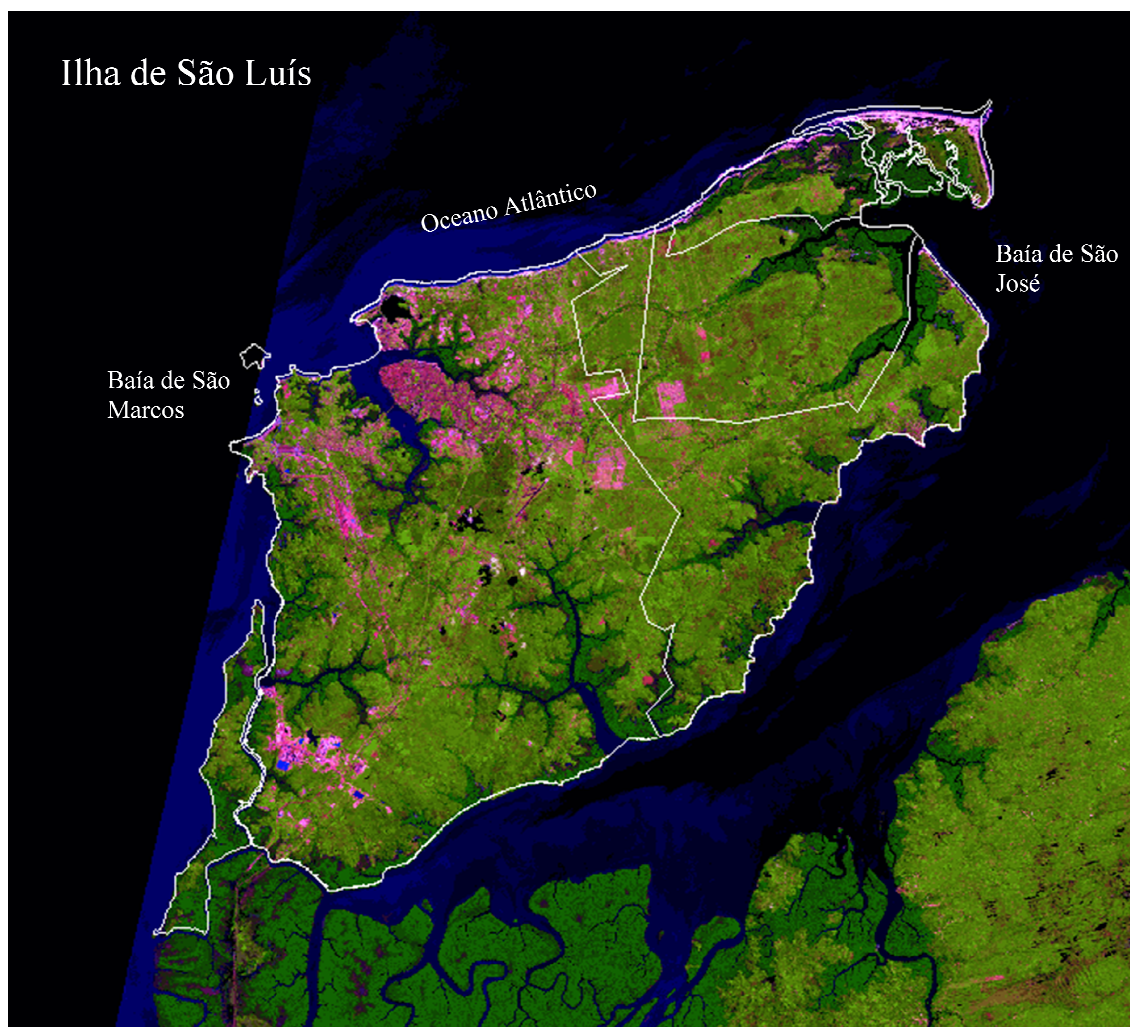 Ilha de São Luís
Oceano Atlântico
Baía de São
José
Baía de São
Marcos